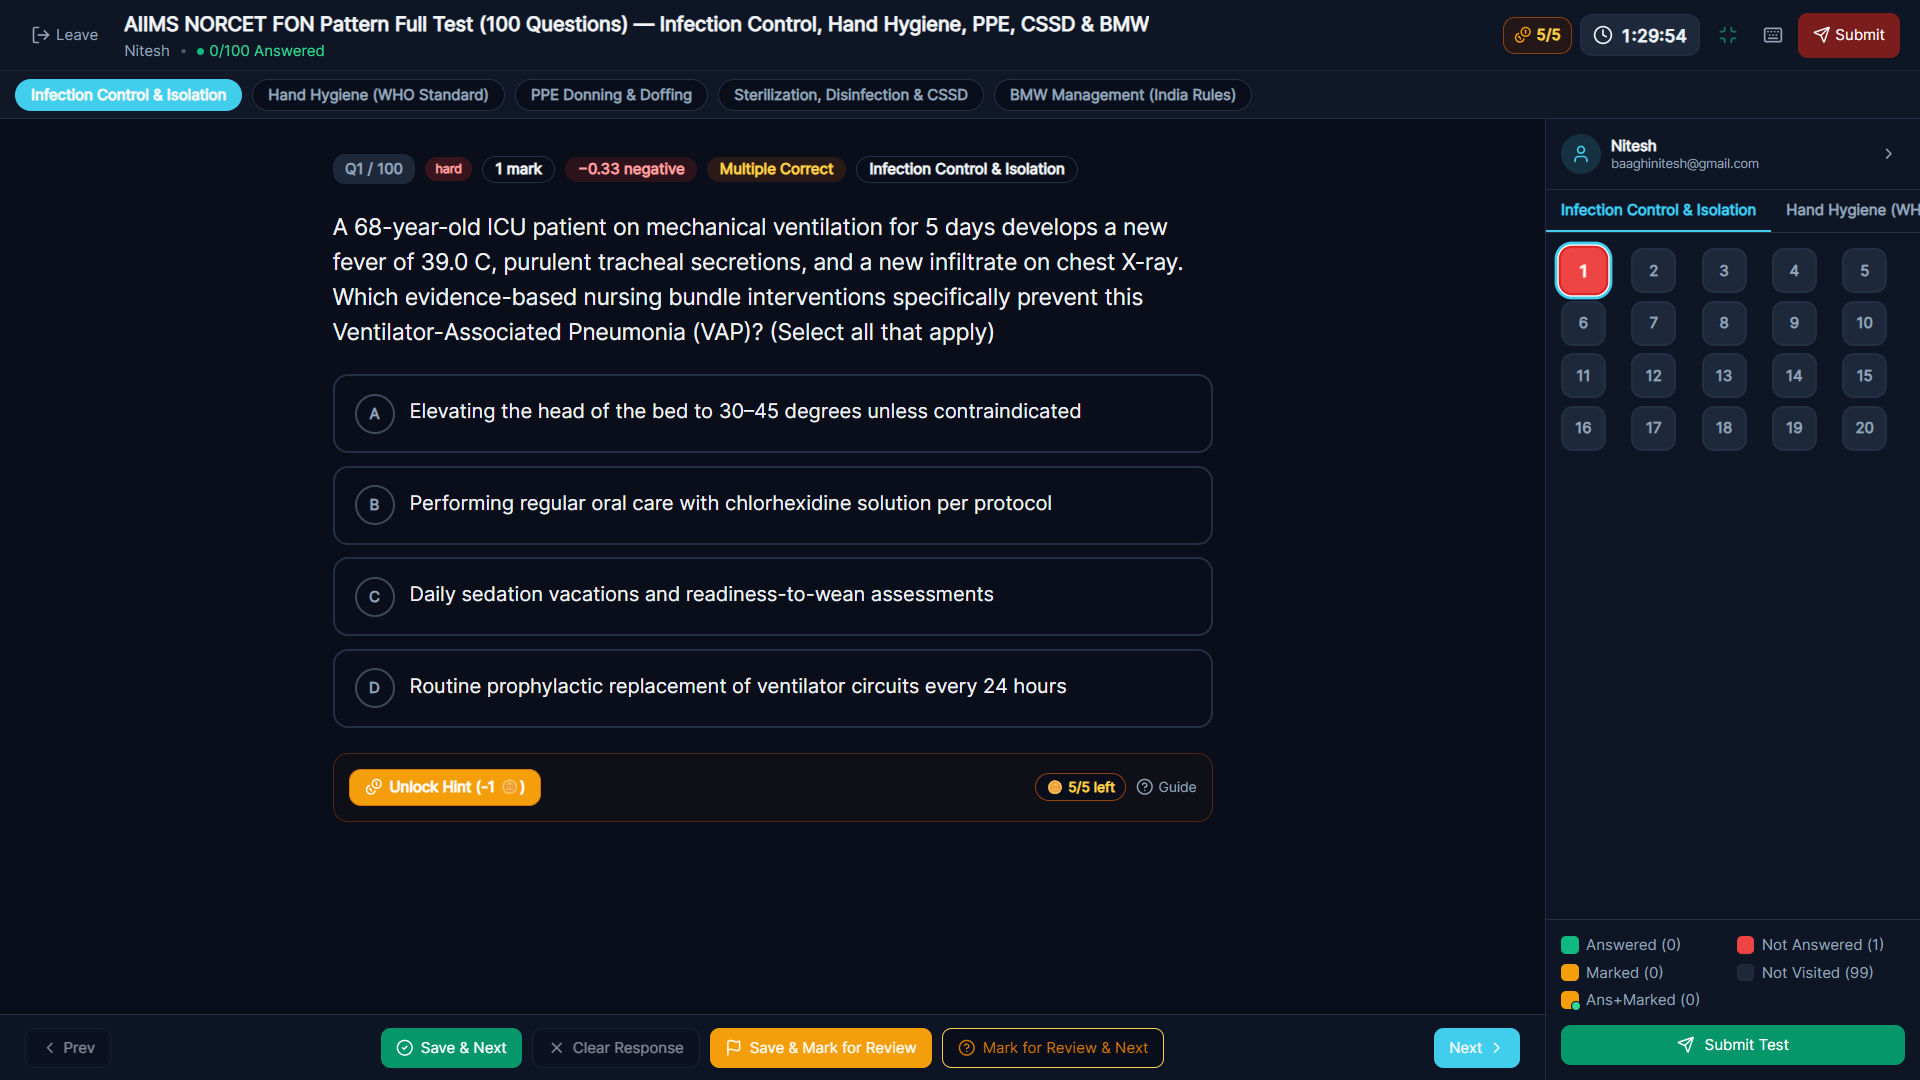 Leave
AIIMS NORCET FON Pattern Full Test (100 Questions) — Infection Control, Hand Hygiene, PPE, CSSD & BMW
Nitesh • 0/100 Answered
5/5
1:29:54
Submit
Infection Control & Isolation
Hand Hygiene (WHO Standard)
PPE Donning & Doffing
Sterilization, Disinfection & CSSD
BMW Management (India Rules)
Q1 / 100
hard
1 mark
−0.33 negative
Multiple Correct
Infection Control & Isolation
A 68-year-old ICU patient on mechanical ventilation for 5 days develops a new
fever of 39.0 C, purulent tracheal secretions, and a new infiltrate on chest X-ray.
Which evidence-based nursing bundle interventions specifically prevent this
Ventilator-Associated Pneumonia (VAP)? (Select all that apply)
A Elevating the head of the bed to 30–45 degrees unless contraindicated
B Performing regular oral care with chlorhexidine solution per protocol
C Daily sedation vacations and readiness-to-wean assessments
D Routine prophylactic replacement of ventilator circuits every 24 hours
Unlock Hint (-1 )
5/5 left
Guide
Prev
Save & Next
Clear Response
Save & Mark for Review
Mark for Review & Next
Next
Nitesh
baaghinitesh@gmail.com
Infection Control & Isolation
Hand Hygiene (WH
1 2 3 4 5
6 7 8 9 10
11 12 13 14 15
16 17 18 19 20
Answered (0)
Not Answered (1)
Marked (0)
Not Visited (99)
Ans+Marked (0)
Submit Test